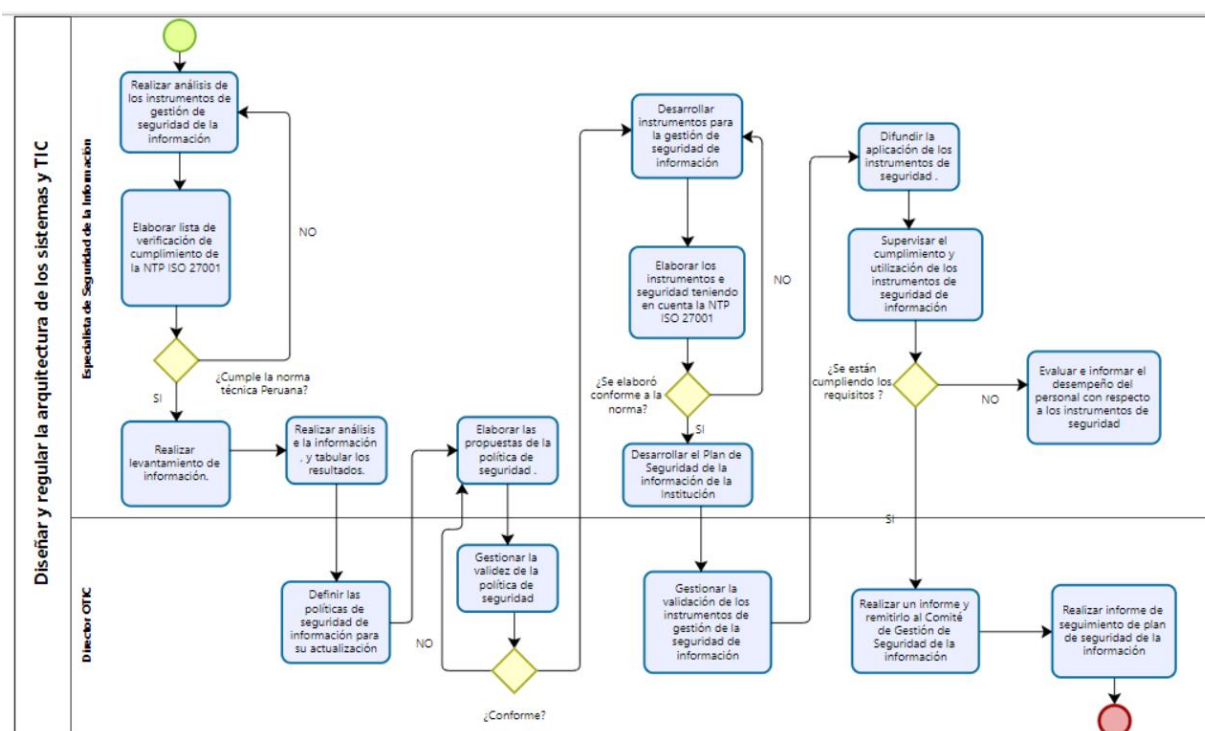 Diseñar y regular la arquitectura de los sistemas y TIC
Especialista de Seguridad de la Información
Realizar análisis de
los instrumentos de
gestión de
seguridad de la
información
Elaborar lista de
verificación de
cumplimiento de
la NTP ISO 27001
NO
¿Cumple la norma
técnica Peruana?
SI
Realizar
levantamiento de
información.
Realizar análisis
e la información
. y tabular los
resultados.
Elaborar las
propuestas de la
política de
seguridad .
Desarrollar
instrumentos para
la gestión de
seguridad de
información
Elaborar los
instrumentos e
seguridad teniendo
en cuenta la NTP
ISO 27001
NO
¿Se elaboró
conforme a la
norma?
SI
Desarrollar el Plan de
Seguridad de la
información de la
Institución
Difundir la
aplicación de los
instrumentos de
seguridad .
Supervisar el
cumplimiento y
utilización de los
instrumentos de
seguridad de
información
¿Se están
cumpliendo los
requisitos ?
NO
Evaluar e informar el
desempeño del
personal con respecto
a los instrumentos de
seguridad
SI
Director OTIC
Definir las
políticas de
seguridad de
información para
su actualización
NO
Gestionar la
validez de la
política de
seguridad
¿Conforme?
Gestionar la
validación de los
instrumentos de
gestión de la
seguridad de
información
Realizar un informe y
remitirlo al Comité
de Gestión de
Seguridad de la
información
Realizar informe de
seguimiento de plan
de seguridad de la
información